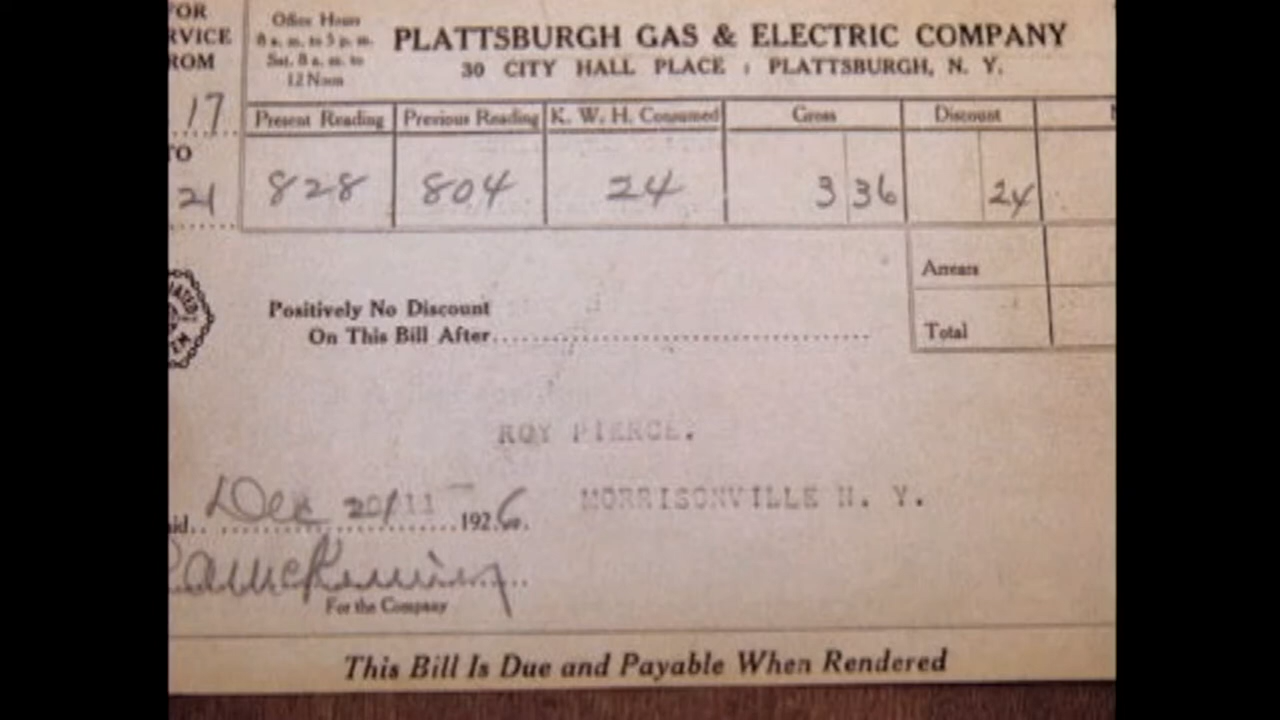 FOR
RVICE
ROM
17
TO
21
Office Hours
8 a. m. to 5 p. m.
Sat. 8 a. m. to
12 Noon
PLATTSBURGH GAS & ELECTRIC COMPANY
30 CITY HALL PLACE : PLATTSBURGH, N. Y.
Present Reading Previous Reading K. W. H. Consumed Gross Discount
828 804 24 3 36 24
Arrears
Total
Positively No Discount
On This Bill After
ROY PIERCE.
MORRISONVILLE N. Y.
id.. Dec 20/11 1926.
For the Company
This Bill Is Due and Payable When Rendered